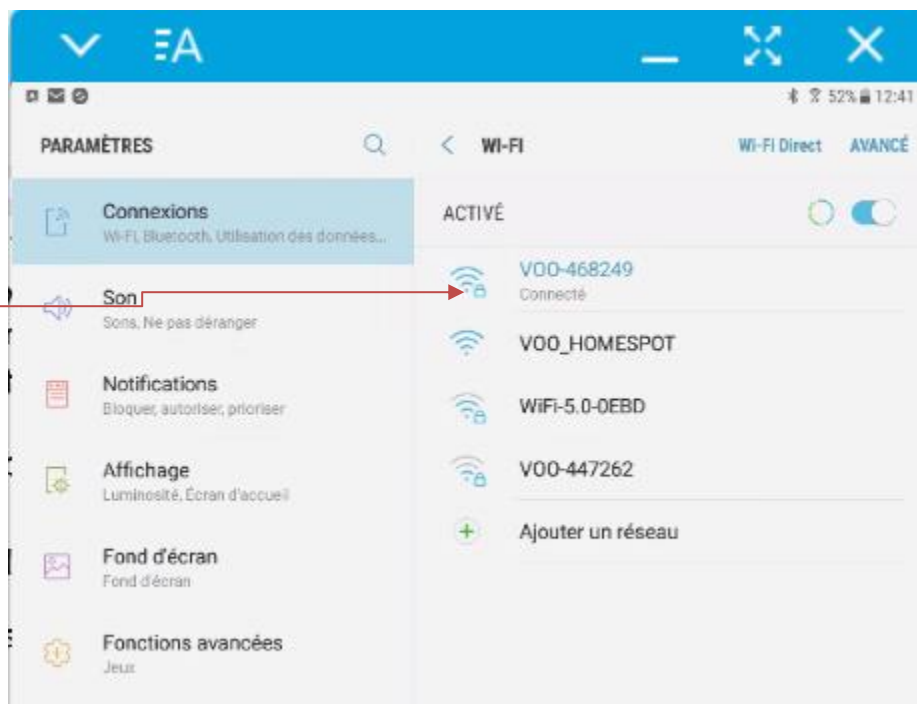 ΞA
52% 12:41
PARAMÈTRES
Connexions
Wi-Fi, Bluetooth, Utilisation des données...
Son
Sons, Ne pas déranger
Notifications
Bloquer, autoriser, prioriser
Affichage
Luminosité, Écran d'accueil
Fond d'écran
Fond d'écran
Fonctions avancées
Jeux
WI-FI
Wi-Fi Direct
AVANCÉ
ACTIVÉ
VOO-468249
Connecté
VOO_HOMESPOT
WiFi-5.0-0EBD
VOO-447262
Ajouter un réseau